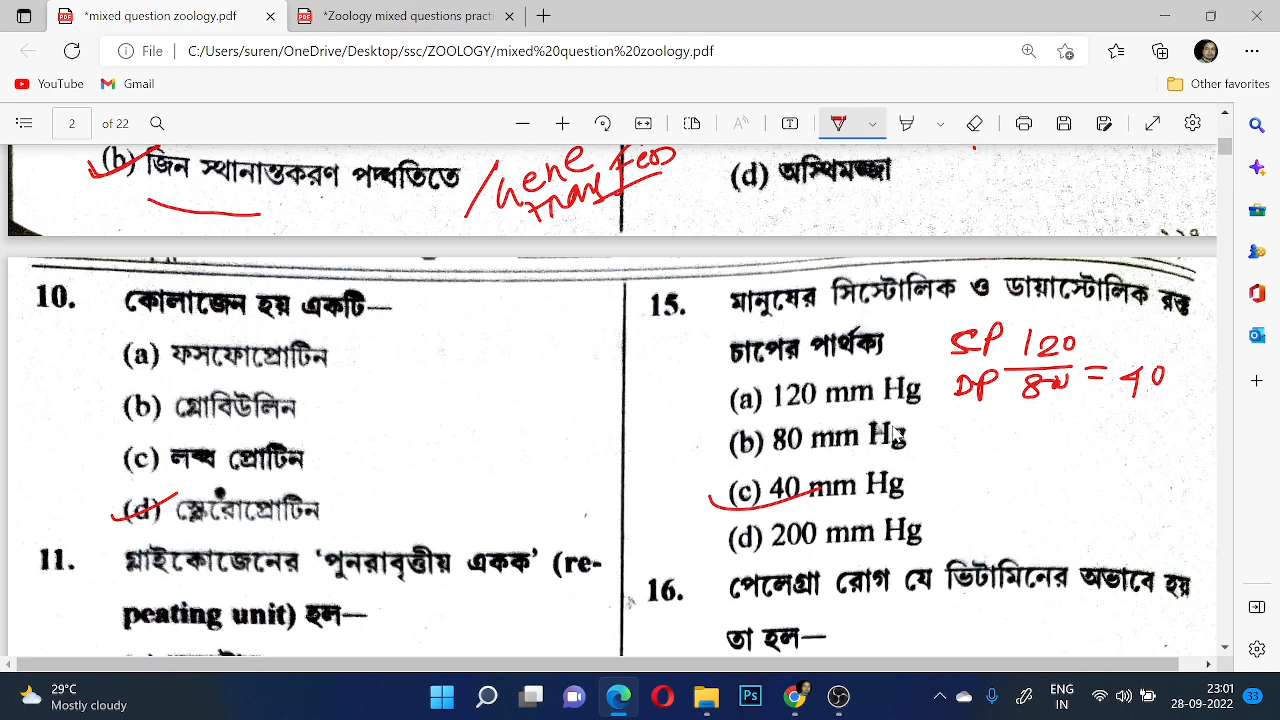 *mixed question zoology.pdf
*Zoology mixed questions practi
File
C:/Users/suren/OneDrive/Desktop/ssc/ZOOLOGY/mixed%20question%20zoology.pdf
YouTube
Gmail
Other favorites
2
of 22
(b) জিন স্থানান্তকরণ পদ্ধতিতে
Gene
transfer
(d) অস্থিমজ্জা
10. কোলাজেন হয় একটি—
(a) ফসফোপ্রোটিন
(b) গ্লোবিউলিন
(c) লব্ধ প্রোটিন
(d) স্ক্লেরোপ্রোটিন
11. গ্লাইকোজেনের ‘পুনরাবৃত্তীয় একক’ (re-
peating unit) হল—
15. মানুষের সিস্টোলিক ও ডায়াস্টোলিক রক্ত
চাপের পার্থক্য
SP 120
DP 80 = 40
(a) 120 mm Hg
(b) 80 mm Hg
(c) 40 mm Hg
(d) 200 mm Hg
16. পেলেগ্রা রোগ যে ভিটামিনের অভাবে হয়
তা হল—
29°C
Mostly cloudy
Ps
ENG
IN
23:01
28-09-2022
33